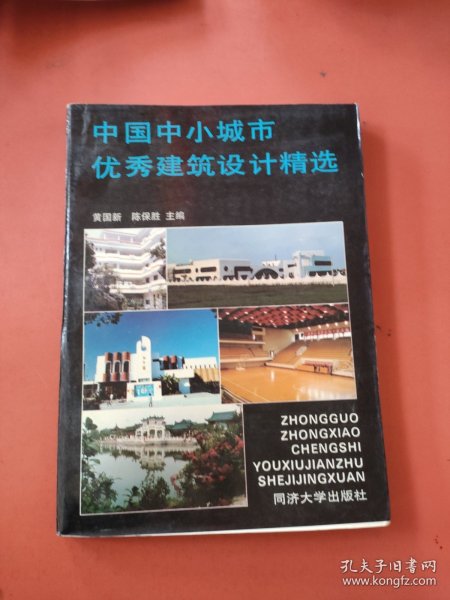 中国中小城市
优秀建筑设计精选
黄国新 陈保胜 主编
ZHONGGUO
ZHONGXIAO
CHENGSHI
YOUXIUJIANZHU
SHEJIJINGXUAN
同济大学出版社
孔夫子旧书网
www.kongfz.com